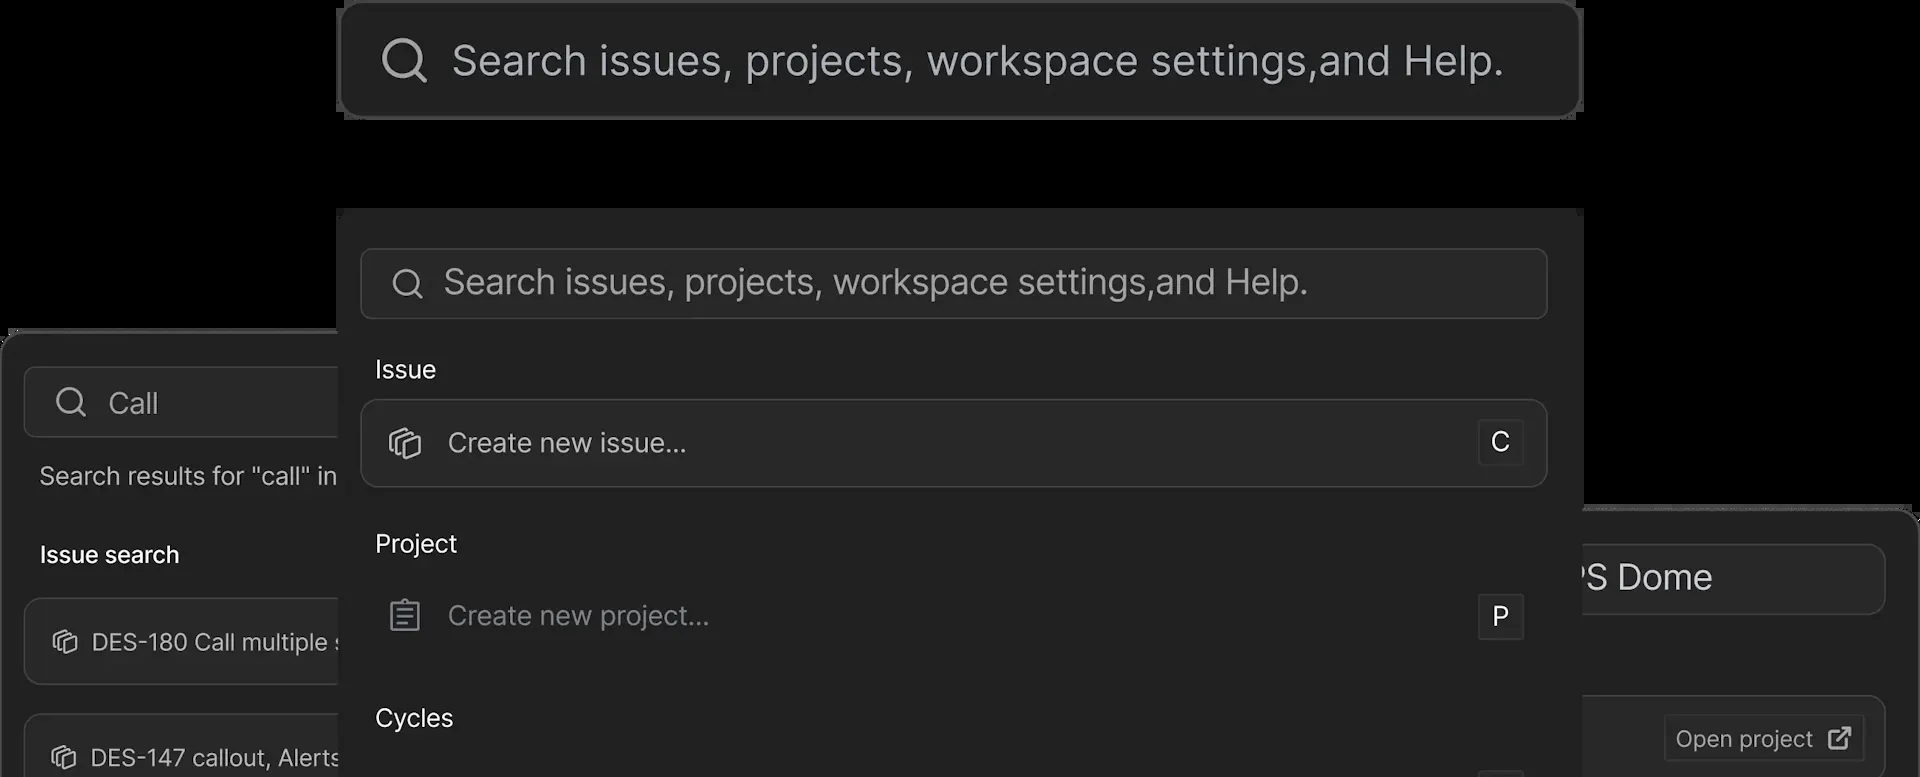 Search issues, projects, workspace settings,and Help.
Search issues, projects, workspace settings,and Help.
Issue
Create new issue...
C
Project
Create new project...
P
Cycles
Call
Search results for "call" in
Issue search
DES-180 Call multiple
DES-147 callout, Alerts
Dome
Open project